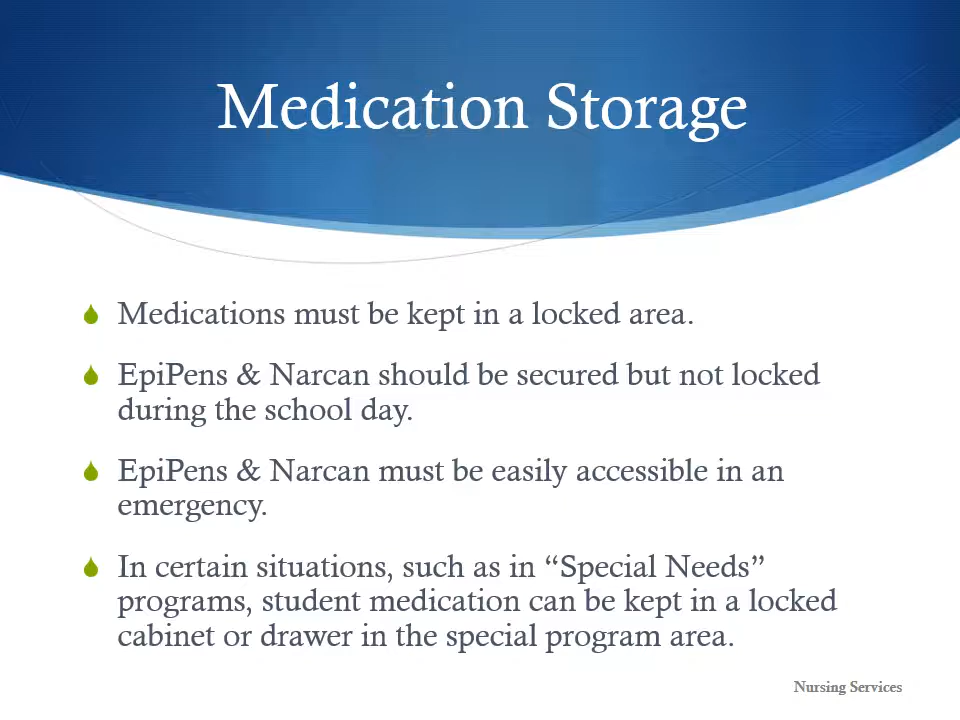 Medication Storage
Medications must be kept in a locked area.
EpiPens & Narcan should be secured but not locked
during the school day.
EpiPens & Narcan must be easily accessible in an
emergency.
In certain situations, such as in “Special Needs”
programs, student medication can be kept in a locked
cabinet or drawer in the special program area.
Nursing Services